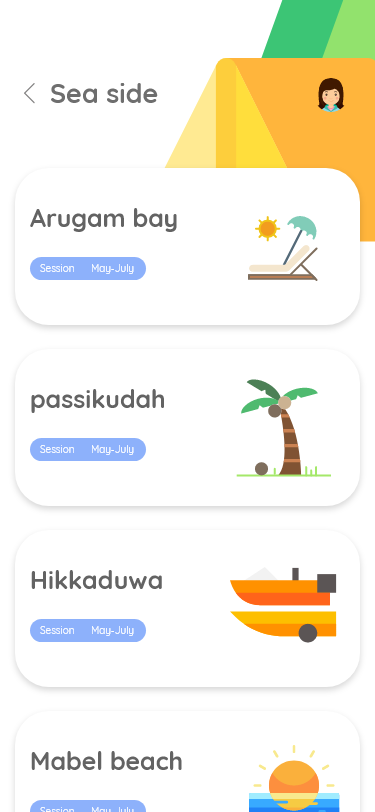 Sea side
Arugam bay
Session May-July
passikudah
Session May-July
Hikkaduwa
Session May-July
Mabel beach
Session May-July